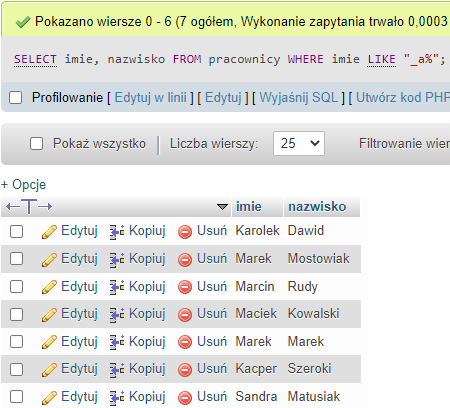 Pokazano wiersze 0 - 6 (7 ogółem, Wykonanie zapytania trwało 0,0003
SELECT imie, nazwisko FROM pracownicy WHERE imie LIKE "_a%";
Profilowanie [ Edytuj w linii ] [ Edytuj ] [ Wyjaśnij SQL ] [ Utwórz kod PHP
Pokaż wszystko Liczba wierszy: 25 Filtrowanie wier
+ Opcje
imie nazwisko
Edytuj Kopiuj Usuń Karolek Dawid
Edytuj Kopiuj Usuń Marek Mostowiak
Edytuj Kopiuj Usuń Marcin Rudy
Edytuj Kopiuj Usuń Maciek Kowalski
Edytuj Kopiuj Usuń Marek Marek
Edytuj Kopiuj Usuń Kacper Szeroki
Edytuj Kopiuj Usuń Sandra Matusiak